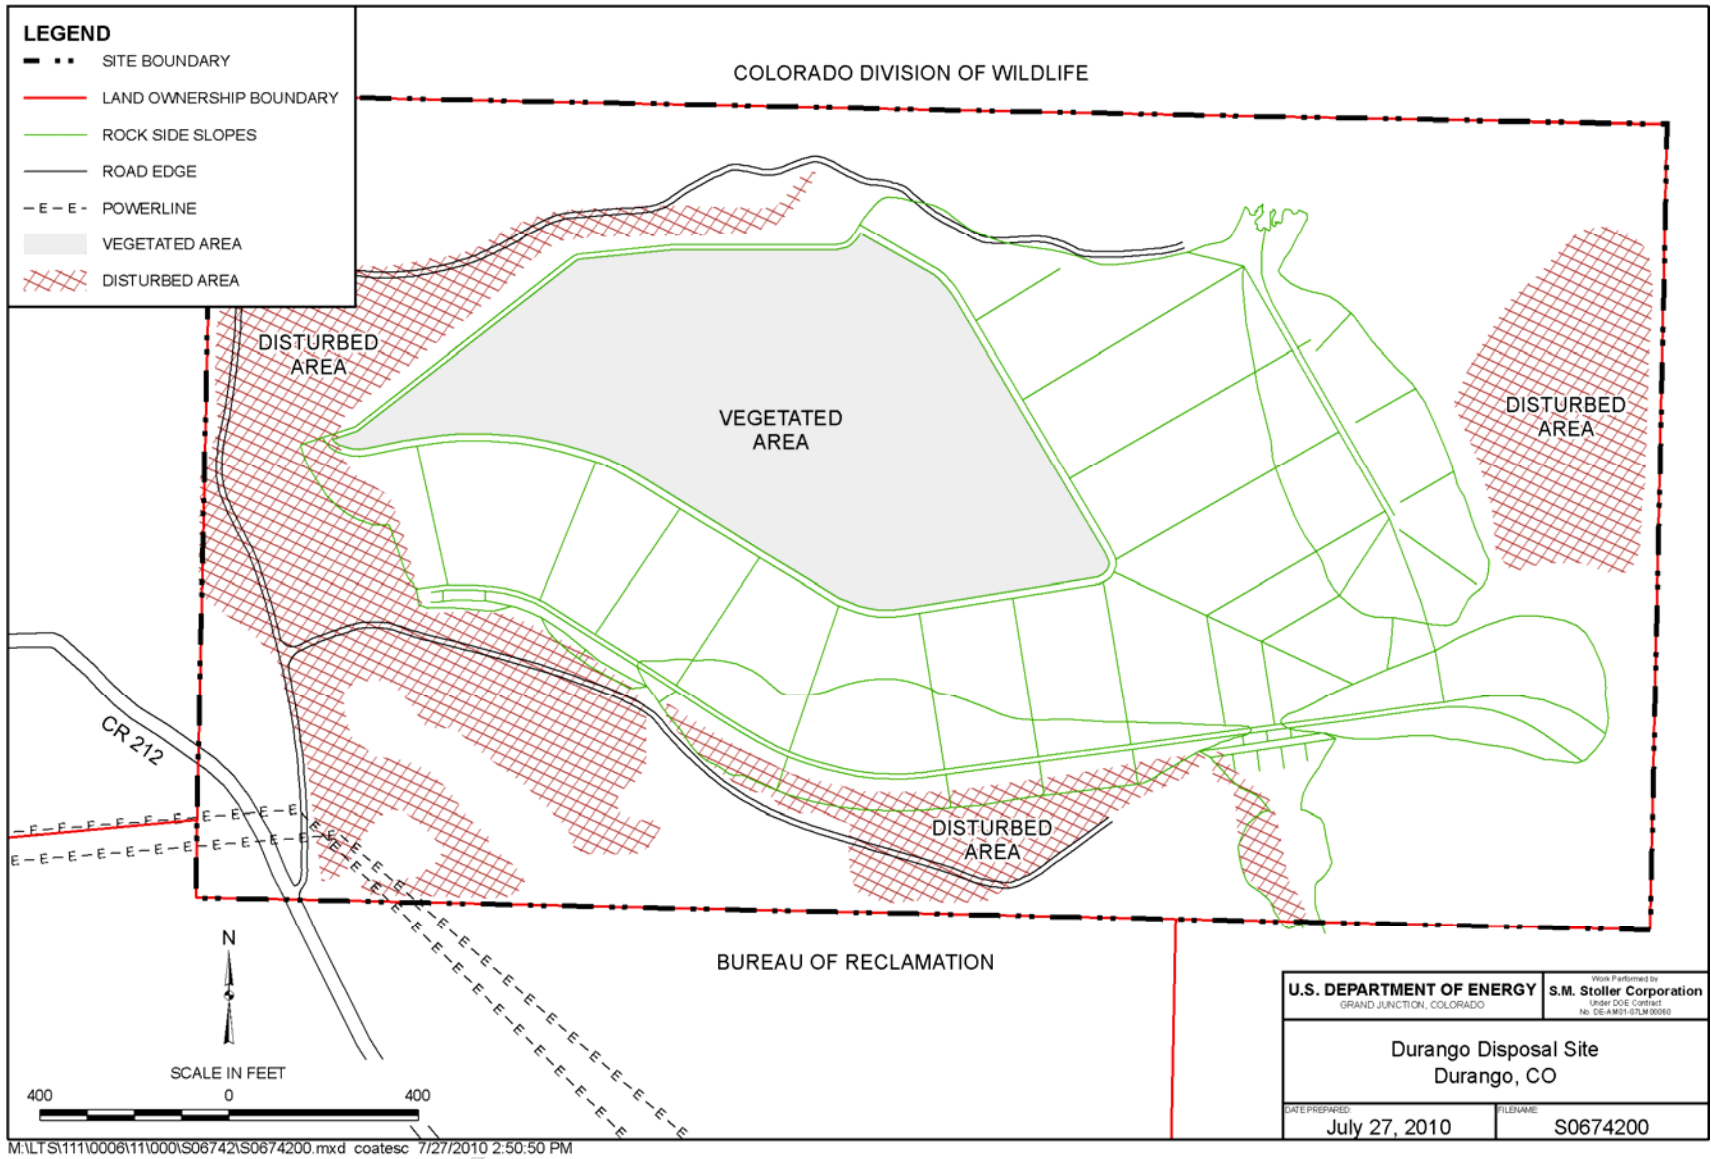 LEGEND
SITE BOUNDARY
LAND OWNERSHIP BOUNDARY
ROCK SIDE SLOPES
ROAD EDGE
E E POWERLINE
VEGETATED AREA
DISTURBED AREA
COLORADO DIVISION OF WILDLIFE
DISTURBED
AREA
VEGETATED
AREA
DISTURBED
AREA
CR 212
DISTURBED
AREA
BUREAU OF RECLAMATION
N
SCALE IN FEET
400 0 400
U.S. DEPARTMENT OF ENERGY
GRAND JUNCTION, COLORADO
Work Performed by
S.M. Stoller Corporation
Under DOE Contract
No. DE-AM01-07LM00060
Durango Disposal Site
Durango, CO
DATE PREPARED:
July 27, 2010
FILENAME:
S0674200
M:\LTS\111\0006\11\000\S06742\S0674200.mxd coatesc 7/27/2010 2:50:50 PM